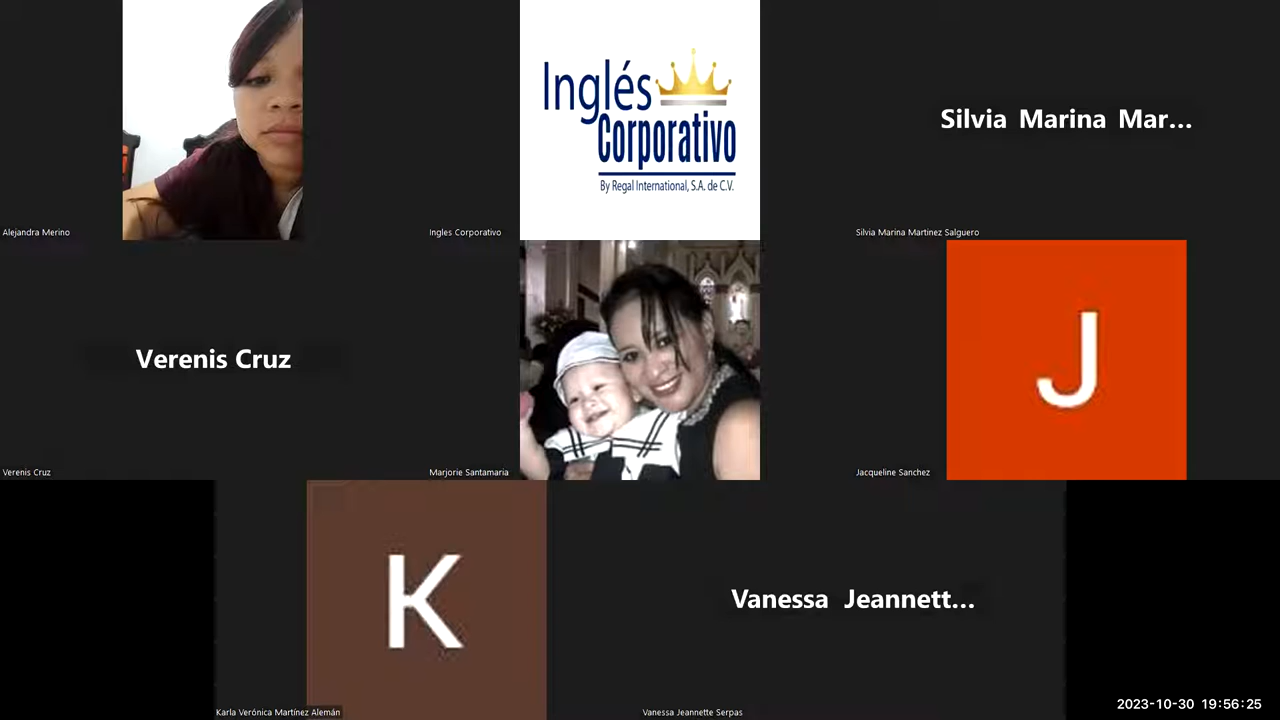 Inglés
Corporativo
By Regal International, S.A. de C.V.
Silvia Marina Mar...
Alejandra Merino
Ingles Corporativo
Silvia Marina Martinez Salguero
Verenis Cruz
Verenis Cruz
Marjorie Santamaria
J
Jacqueline Sanchez
K
Vanessa Jeannett...
Karla Verónica Martínez Alemán
Vanessa Jeannette Serpas
2023-10-30 19:56:25